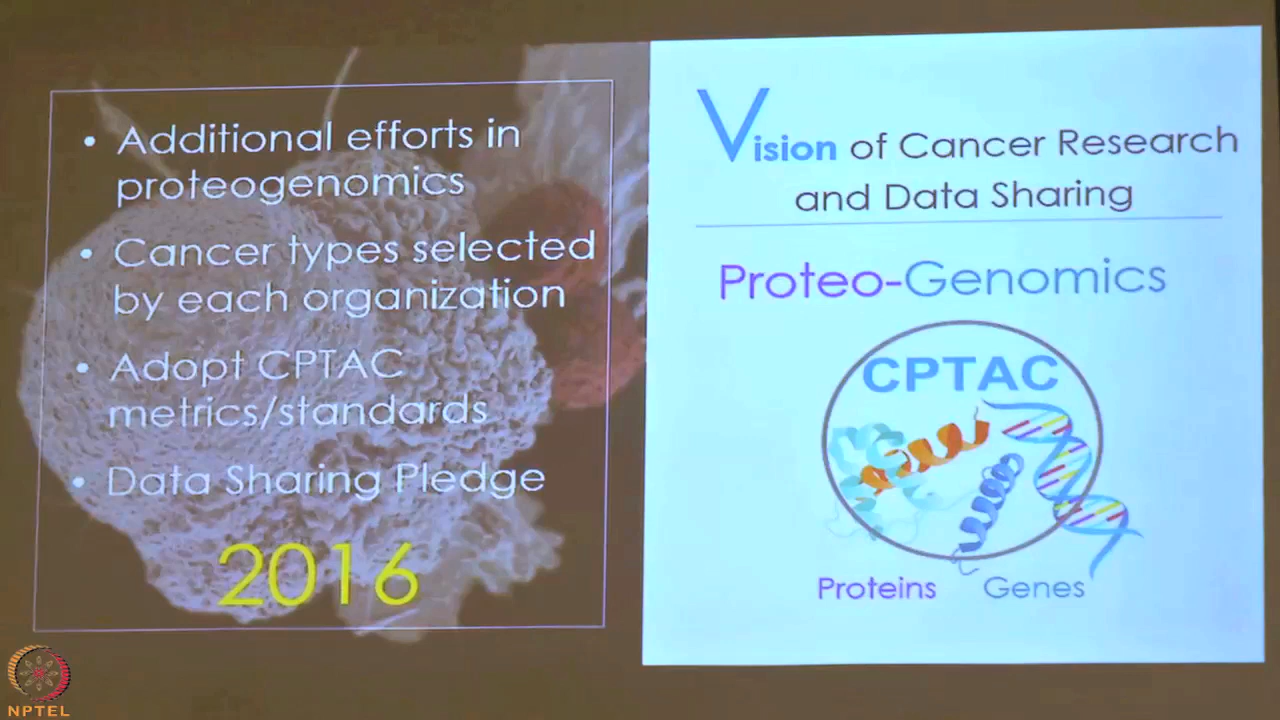 • Additional efforts in
proteogenomics
• Cancer types selected
by each organization
• Adopt CPTAC
metrics/standards
• Data Sharing Pledge
2016
Vision of Cancer Research
and Data Sharing
Proteo-Genomics
CPTAC
Proteins Genes
NPTEL